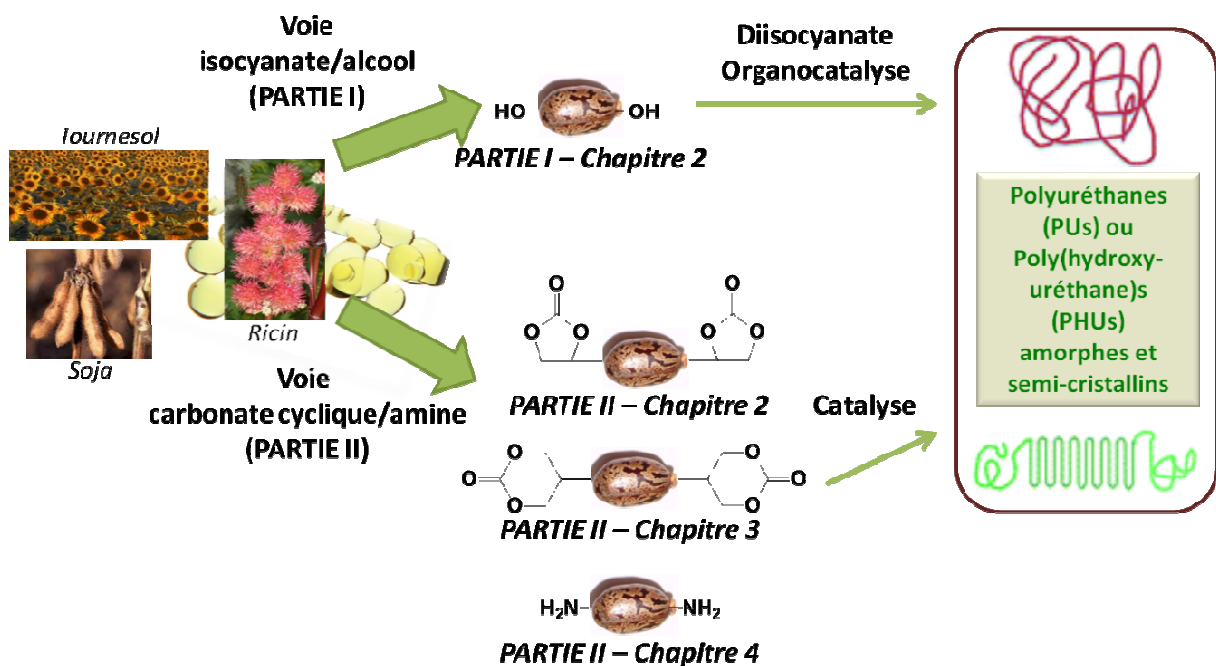 Voie
isocyanate/alcool
(PARTIE I)
Diisocyanate
Organocatalyse
HO OH
PARTIE I – Chapitre 2
Tournesol
Ricin
Soja
Voie
carbonate cyclique/amine
(PARTIE II)
O O
O O O O
PARTIE II – Chapitre 2
Catalyse
O O
O O
O O
PARTIE II – Chapitre 3
H₂N NH₂
PARTIE II – Chapitre 4
Polyuréthanes
(PUs) ou
Poly(hydroxy-
uréthane)s
(PHUs)
amorphes et
semi-cristallins